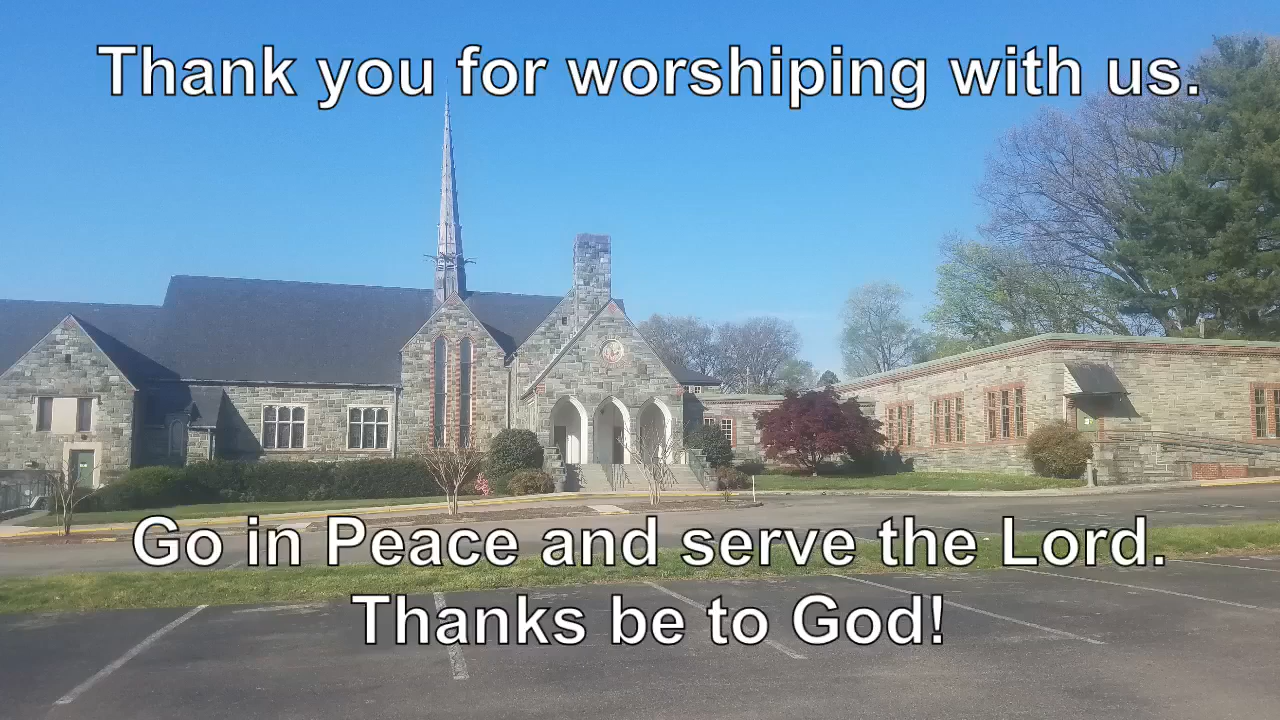 Thank you for worshiping with us.
Go in Peace and serve the Lord.
Thanks be to God!